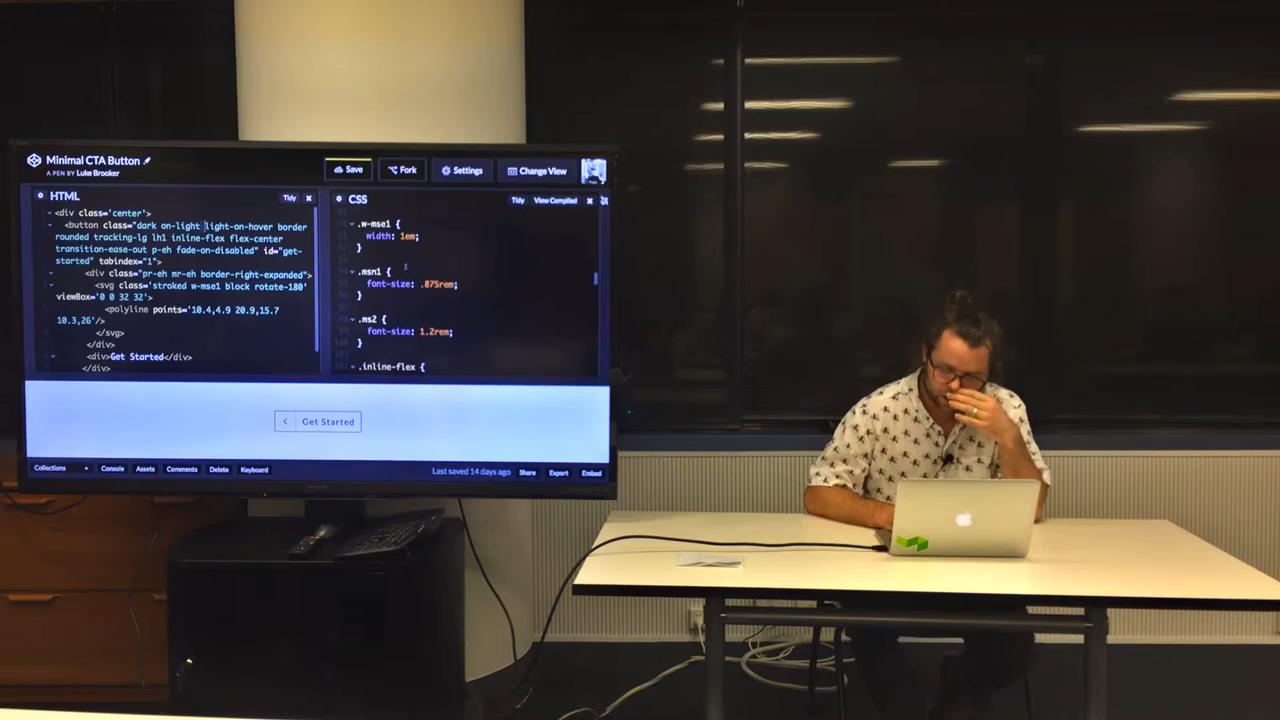 Minimal CTA Button
A PEN BY Luke Brooker
Save
Fork
Settings
Change View
HTML
Tidy
<div class='center'>
<button class="dark on-light light-on-hover border
rounded tracking-lg lh1 inline-flex flex-center
transition-ease-out p-eh fade-on-disabled" id="get-
started" tabindex="1">
<div class="pr-eh mr-eh border-right-expanded">
<svg class='stroked w-mse1 block rotate-180'
viewBox='0 0 32 32'>
<polyline points='10.4,4.9 20.9,15.7
10.3,26'/>
</svg>
</div>
<div>Get Started</div>
</div>
CSS
Tidy
View Compiled
.w-mse1 {
width: 1em;
}
.msn1 {
font-size: .875rem;
}
.ms2 {
font-size: 1.2rem;
}
.inline-flex {
Get Started
Collections
Console
Assets
Comments
Delete
Keyboard
Last saved 14 days ago
Share
Export
Embed